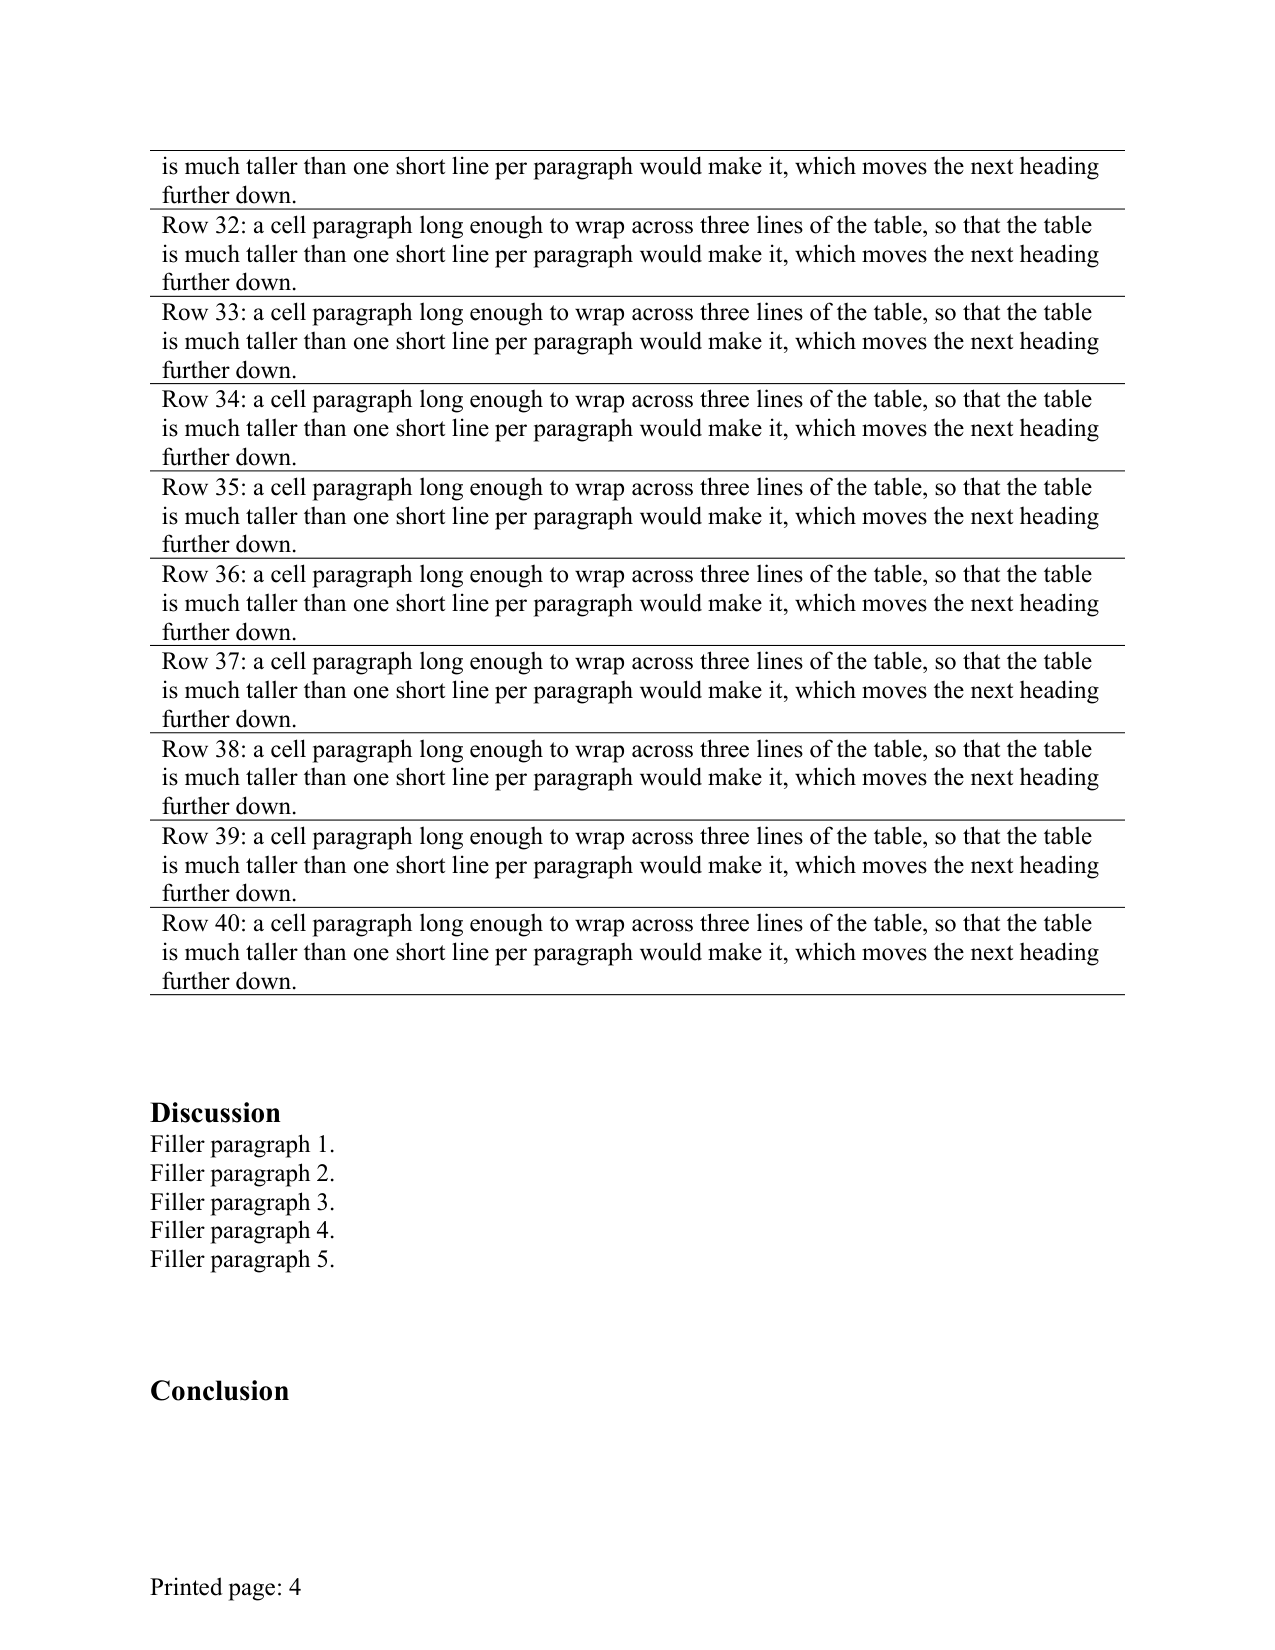 is much taller than one short line per paragraph would make it, which moves the next heading
further down.
Row 32: a cell paragraph long enough to wrap across three lines of the table, so that the table
is much taller than one short line per paragraph would make it, which moves the next heading
further down.
Row 33: a cell paragraph long enough to wrap across three lines of the table, so that the table
is much taller than one short line per paragraph would make it, which moves the next heading
further down.
Row 34: a cell paragraph long enough to wrap across three lines of the table, so that the table
is much taller than one short line per paragraph would make it, which moves the next heading
further down.
Row 35: a cell paragraph long enough to wrap across three lines of the table, so that the table
is much taller than one short line per paragraph would make it, which moves the next heading
further down.
Row 36: a cell paragraph long enough to wrap across three lines of the table, so that the table
is much taller than one short line per paragraph would make it, which moves the next heading
further down.
Row 37: a cell paragraph long enough to wrap across three lines of the table, so that the table
is much taller than one short line per paragraph would make it, which moves the next heading
further down.
Row 38: a cell paragraph long enough to wrap across three lines of the table, so that the table
is much taller than one short line per paragraph would make it, which moves the next heading
further down.
Row 39: a cell paragraph long enough to wrap across three lines of the table, so that the table
is much taller than one short line per paragraph would make it, which moves the next heading
further down.
Row 40: a cell paragraph long enough to wrap across three lines of the table, so that the table
is much taller than one short line per paragraph would make it, which moves the next heading
further down.
Discussion
Filler paragraph 1.
Filler paragraph 2.
Filler paragraph 3.
Filler paragraph 4.
Filler paragraph 5.
Conclusion
Printed page: 4